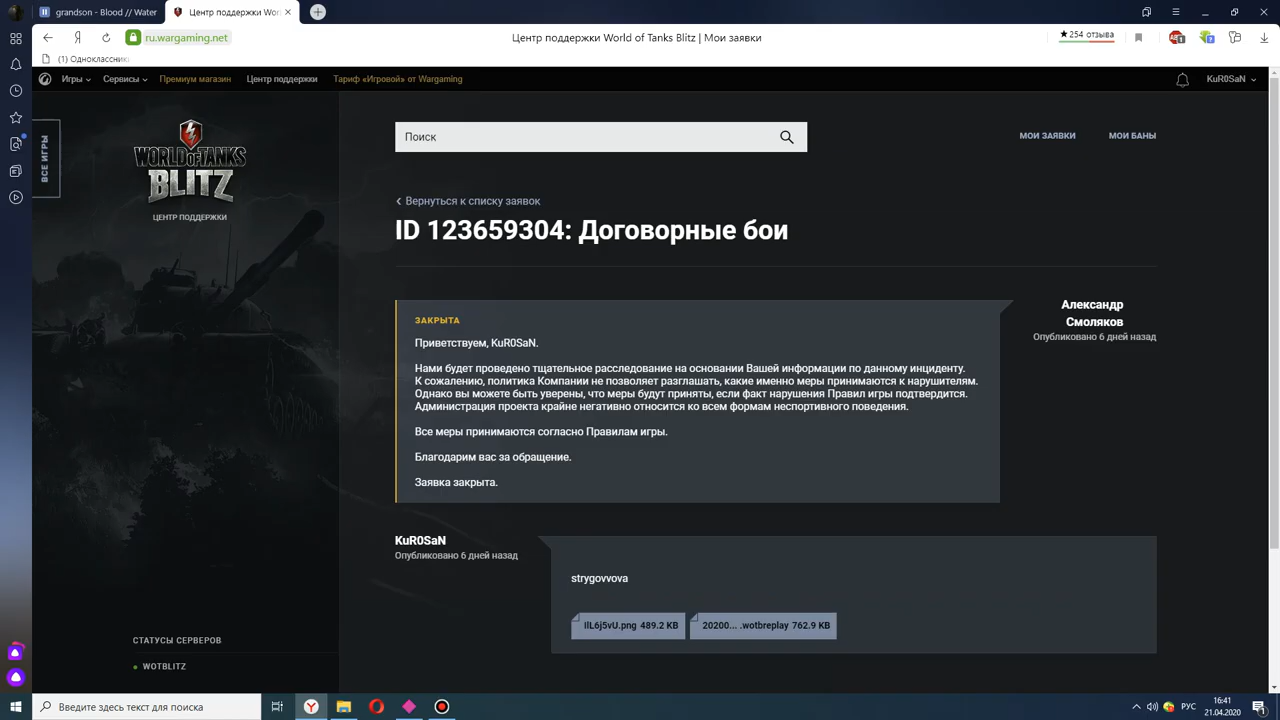 grandson - Blood // Water
Центр поддержки Wor
ru.wargaming.net
Центр поддержки World of Tanks Blitz | Мои заявки
★254 отзыва
(1) Одноклассник
Игры
Сервисы
Премиум магазин
Центр поддержки
Тариф «Игровой» от Wargaming
KuR0SaN
ВСЕ ИГРЫ
WORLD OF TANKS
BLITZ
ЦЕНТР ПОДДЕРЖКИ
Поиск
МОИ ЗАЯВКИ
МОИ БАНЫ
Вернуться к списку заявок
ID 123659304: Договорные бои
Александр
Смоляков
Опубликовано 6 дней назад
ЗАКРЫТА
Приветствуем, KuR0SaN.
Нами будет проведено тщательное расследование на основании Вашей информации по данному инциденту.
К сожалению, политика Компании не позволяет разглашать, какие именно меры принимаются к нарушителям.
Однако вы можете быть уверены, что меры будут приняты, если факт нарушения Правил игры подтвердится.
Администрация проекта крайне негативно относится ко всем формам неспортивного поведения.
Все меры принимаются согласно Правилам игры.
Благодарим вас за обращение.
Заявка закрыта.
KuR0SaN
Опубликовано 6 дней назад
strygovvova
IlL6j5vU.png 489.2 KB
20200... .wotbreplay 762.9 KB
СТАТУСЫ СЕРВЕРОВ
WOTBLITZ
Введите здесь текст для поиска
РУС
16:41
21.04.2020